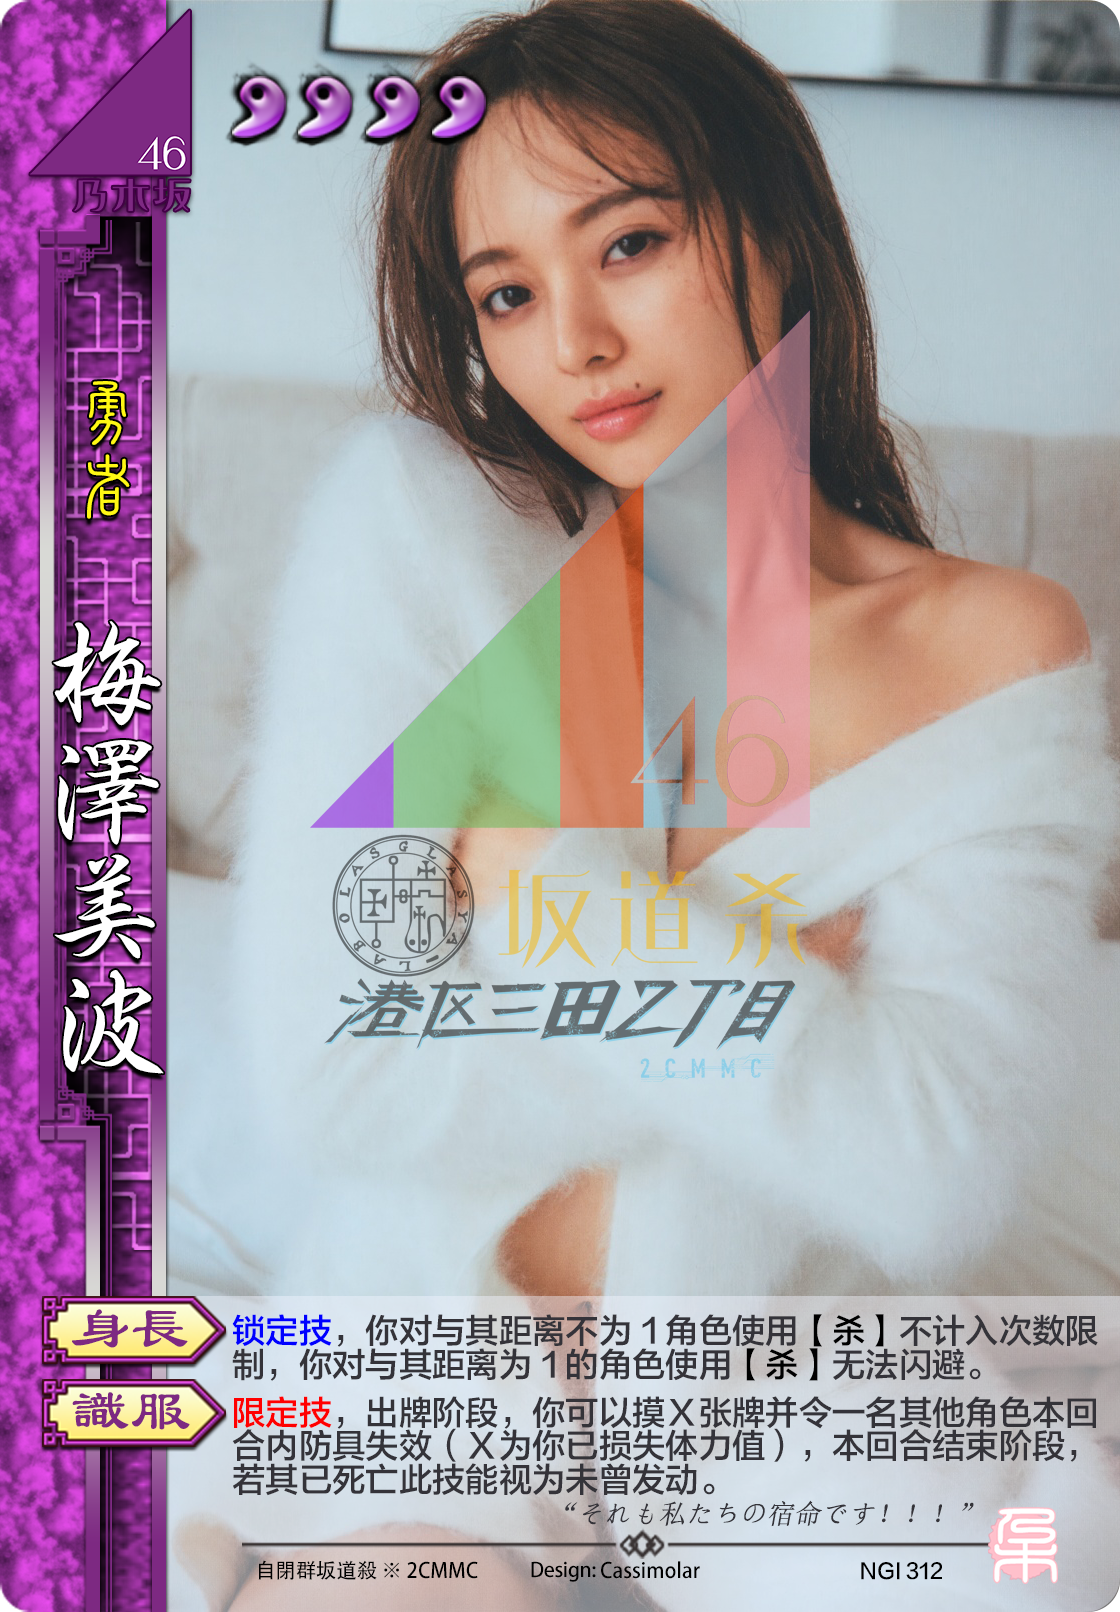 46
乃木坂
勇者
梅澤美波
46
GLASYA-LABOLAS
坂道杀
港区三田2丁目
2CMMC
身長
锁定技，你对与其距离不为1角色使用【杀】不计入次数限
制，你对与其距离为1的角色使用【杀】无法闪避。
識服
限定技，出牌阶段，你可以摸X张牌并令一名其他角色本回
合内防具失效（X为你已损失体力值），本回合结束阶段，
若其已死亡此技能视为未曾发动。
“それも私たちの宿命です！！！”
自閉群坂道殺 ※ 2CMMC
Design: Cassimolar
NGI 312